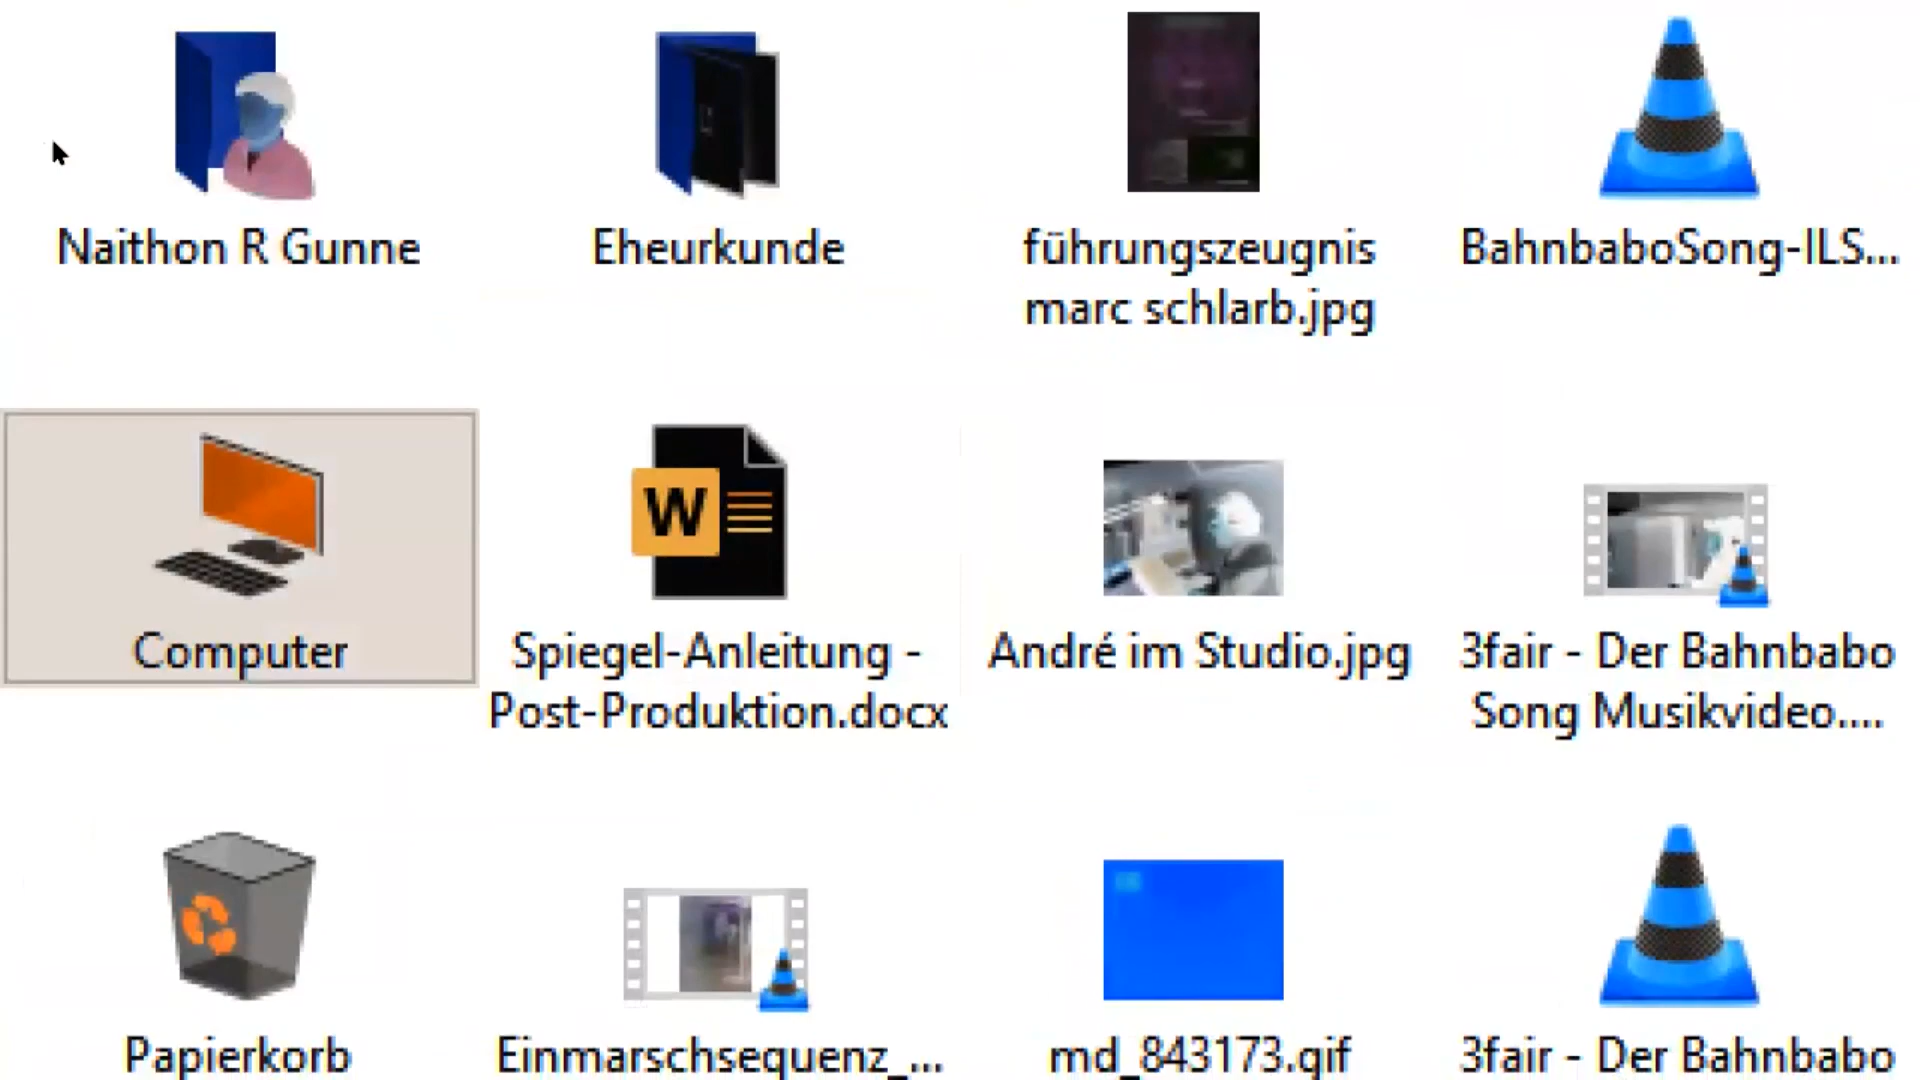 Naithon R Gunne
Eheurkunde
führungszeugnis
marc schlarb.jpg
BahnbaboSong-ILS...
Computer
W
Spiegel-Anleitung -
Post-Produktion.docx
André im Studio.jpg
3fair - Der Bahnbabo
Song Musikvideo....
Papierkorb
Einmarschsequenz_...
md_843173.gif
3fair - Der Bahnbabo